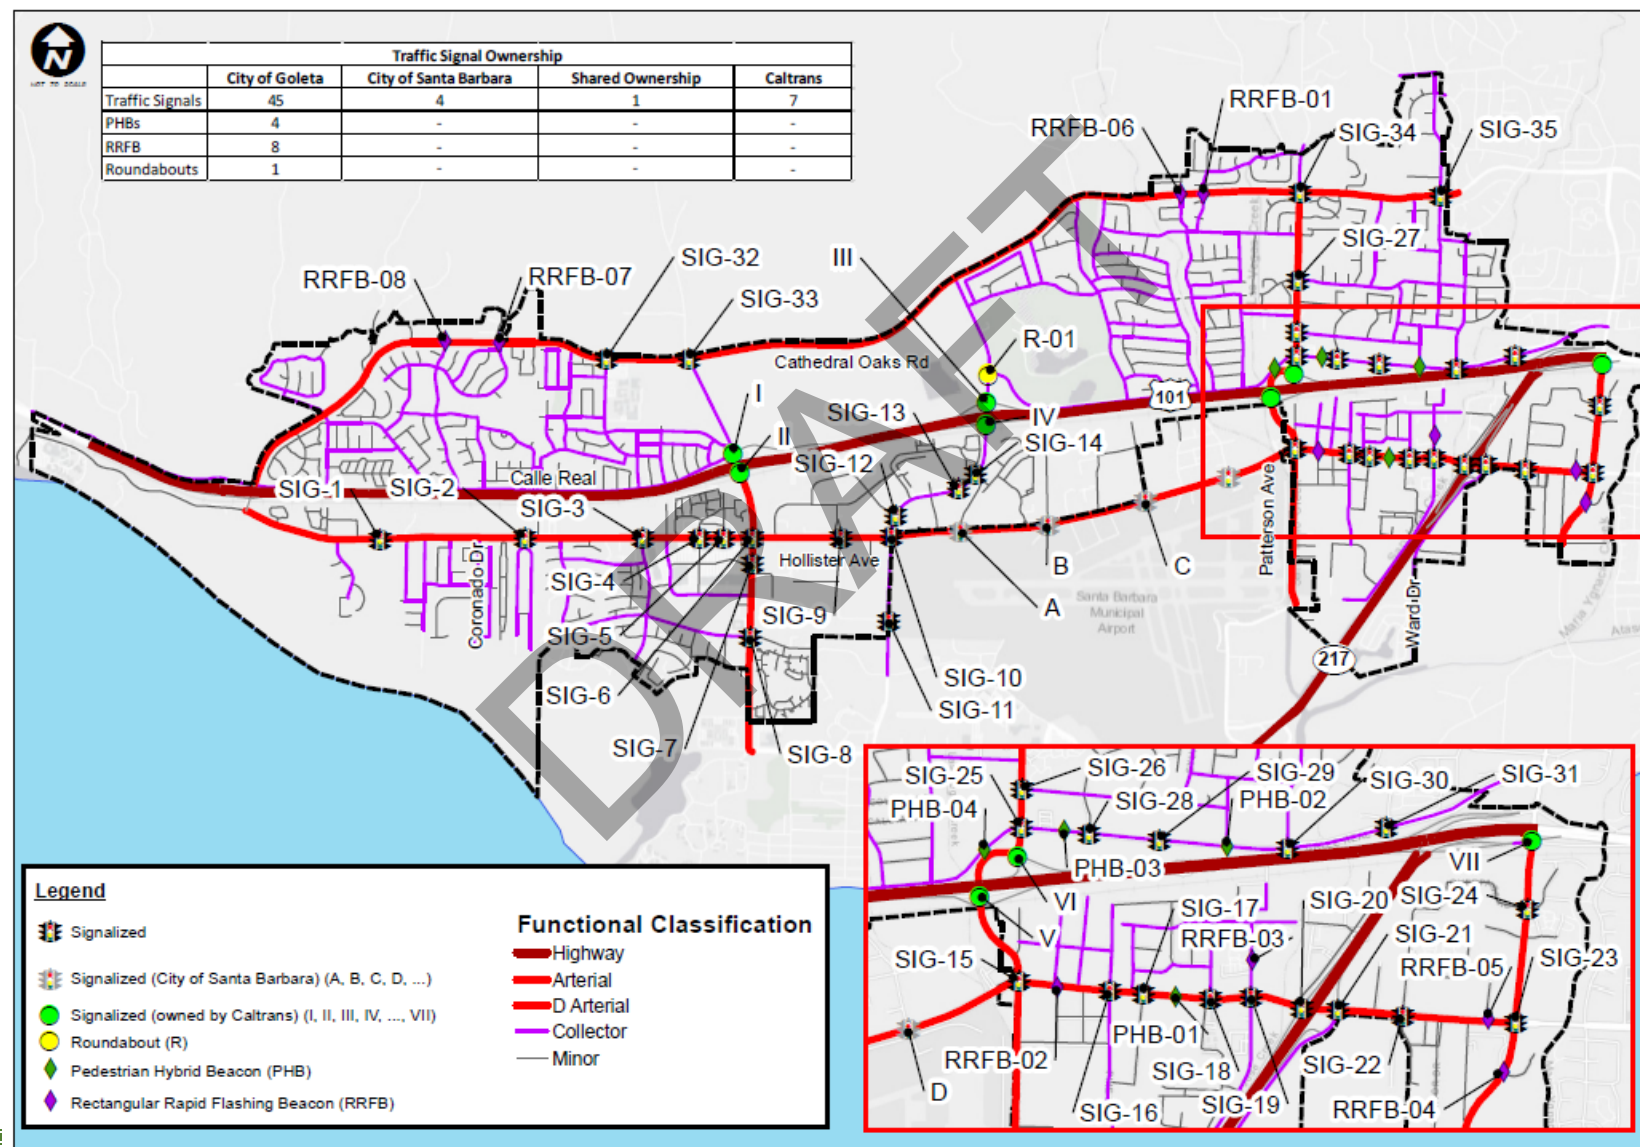 N
NOT TO SCALE
Traffic Signal Ownership
City of Goleta City of Santa Barbara Shared Ownership Caltrans
Traffic Signals 45 4 1 7
PHBs 4 - - -
RRFB 8 - - -
Roundabouts 1 - - -
RRFB-01
RRFB-06
SIG-34
SIG-35
SIG-27
SIG-32
III
RRFB-08
RRFB-07
SIG-33
R-01
Cathedral Oaks Rd
101
I
SIG-13
IV
II
SIG-14
SIG-12
Calle Real
SIG-1
SIG-2
SIG-3
Patterson Ave
Hollister Ave
B
C
SIG-4
A
Coronado Dr
SIG-9
SIG-5
Santa Barbara
Municipal
Airport
Ward Dr
217
SIG-10
SIG-6
SIG-11
SIG-7
SIG-8
DRAFT
SIG-25
SIG-26
SIG-29
SIG-30
SIG-31
PHB-04
SIG-28
PHB-02
PHB-03
VII
VI
SIG-17
SIG-20
SIG-24
V
RRFB-03
SIG-21
SIG-15
RRFB-05
SIG-23
PHB-01
RRFB-02
SIG-18
SIG-22
D
SIG-16
SIG-19
RRFB-04
Legend
Signalized
Signalized (City of Santa Barbara) (A, B, C, D, ...)
Signalized (owned by Caltrans) (I, II, III, IV, ..., VII)
Roundabout (R)
Pedestrian Hybrid Beacon (PHB)
Rectangular Rapid Flashing Beacon (RRFB)
Functional Classification
Highway
Arterial
D Arterial
Collector
Minor